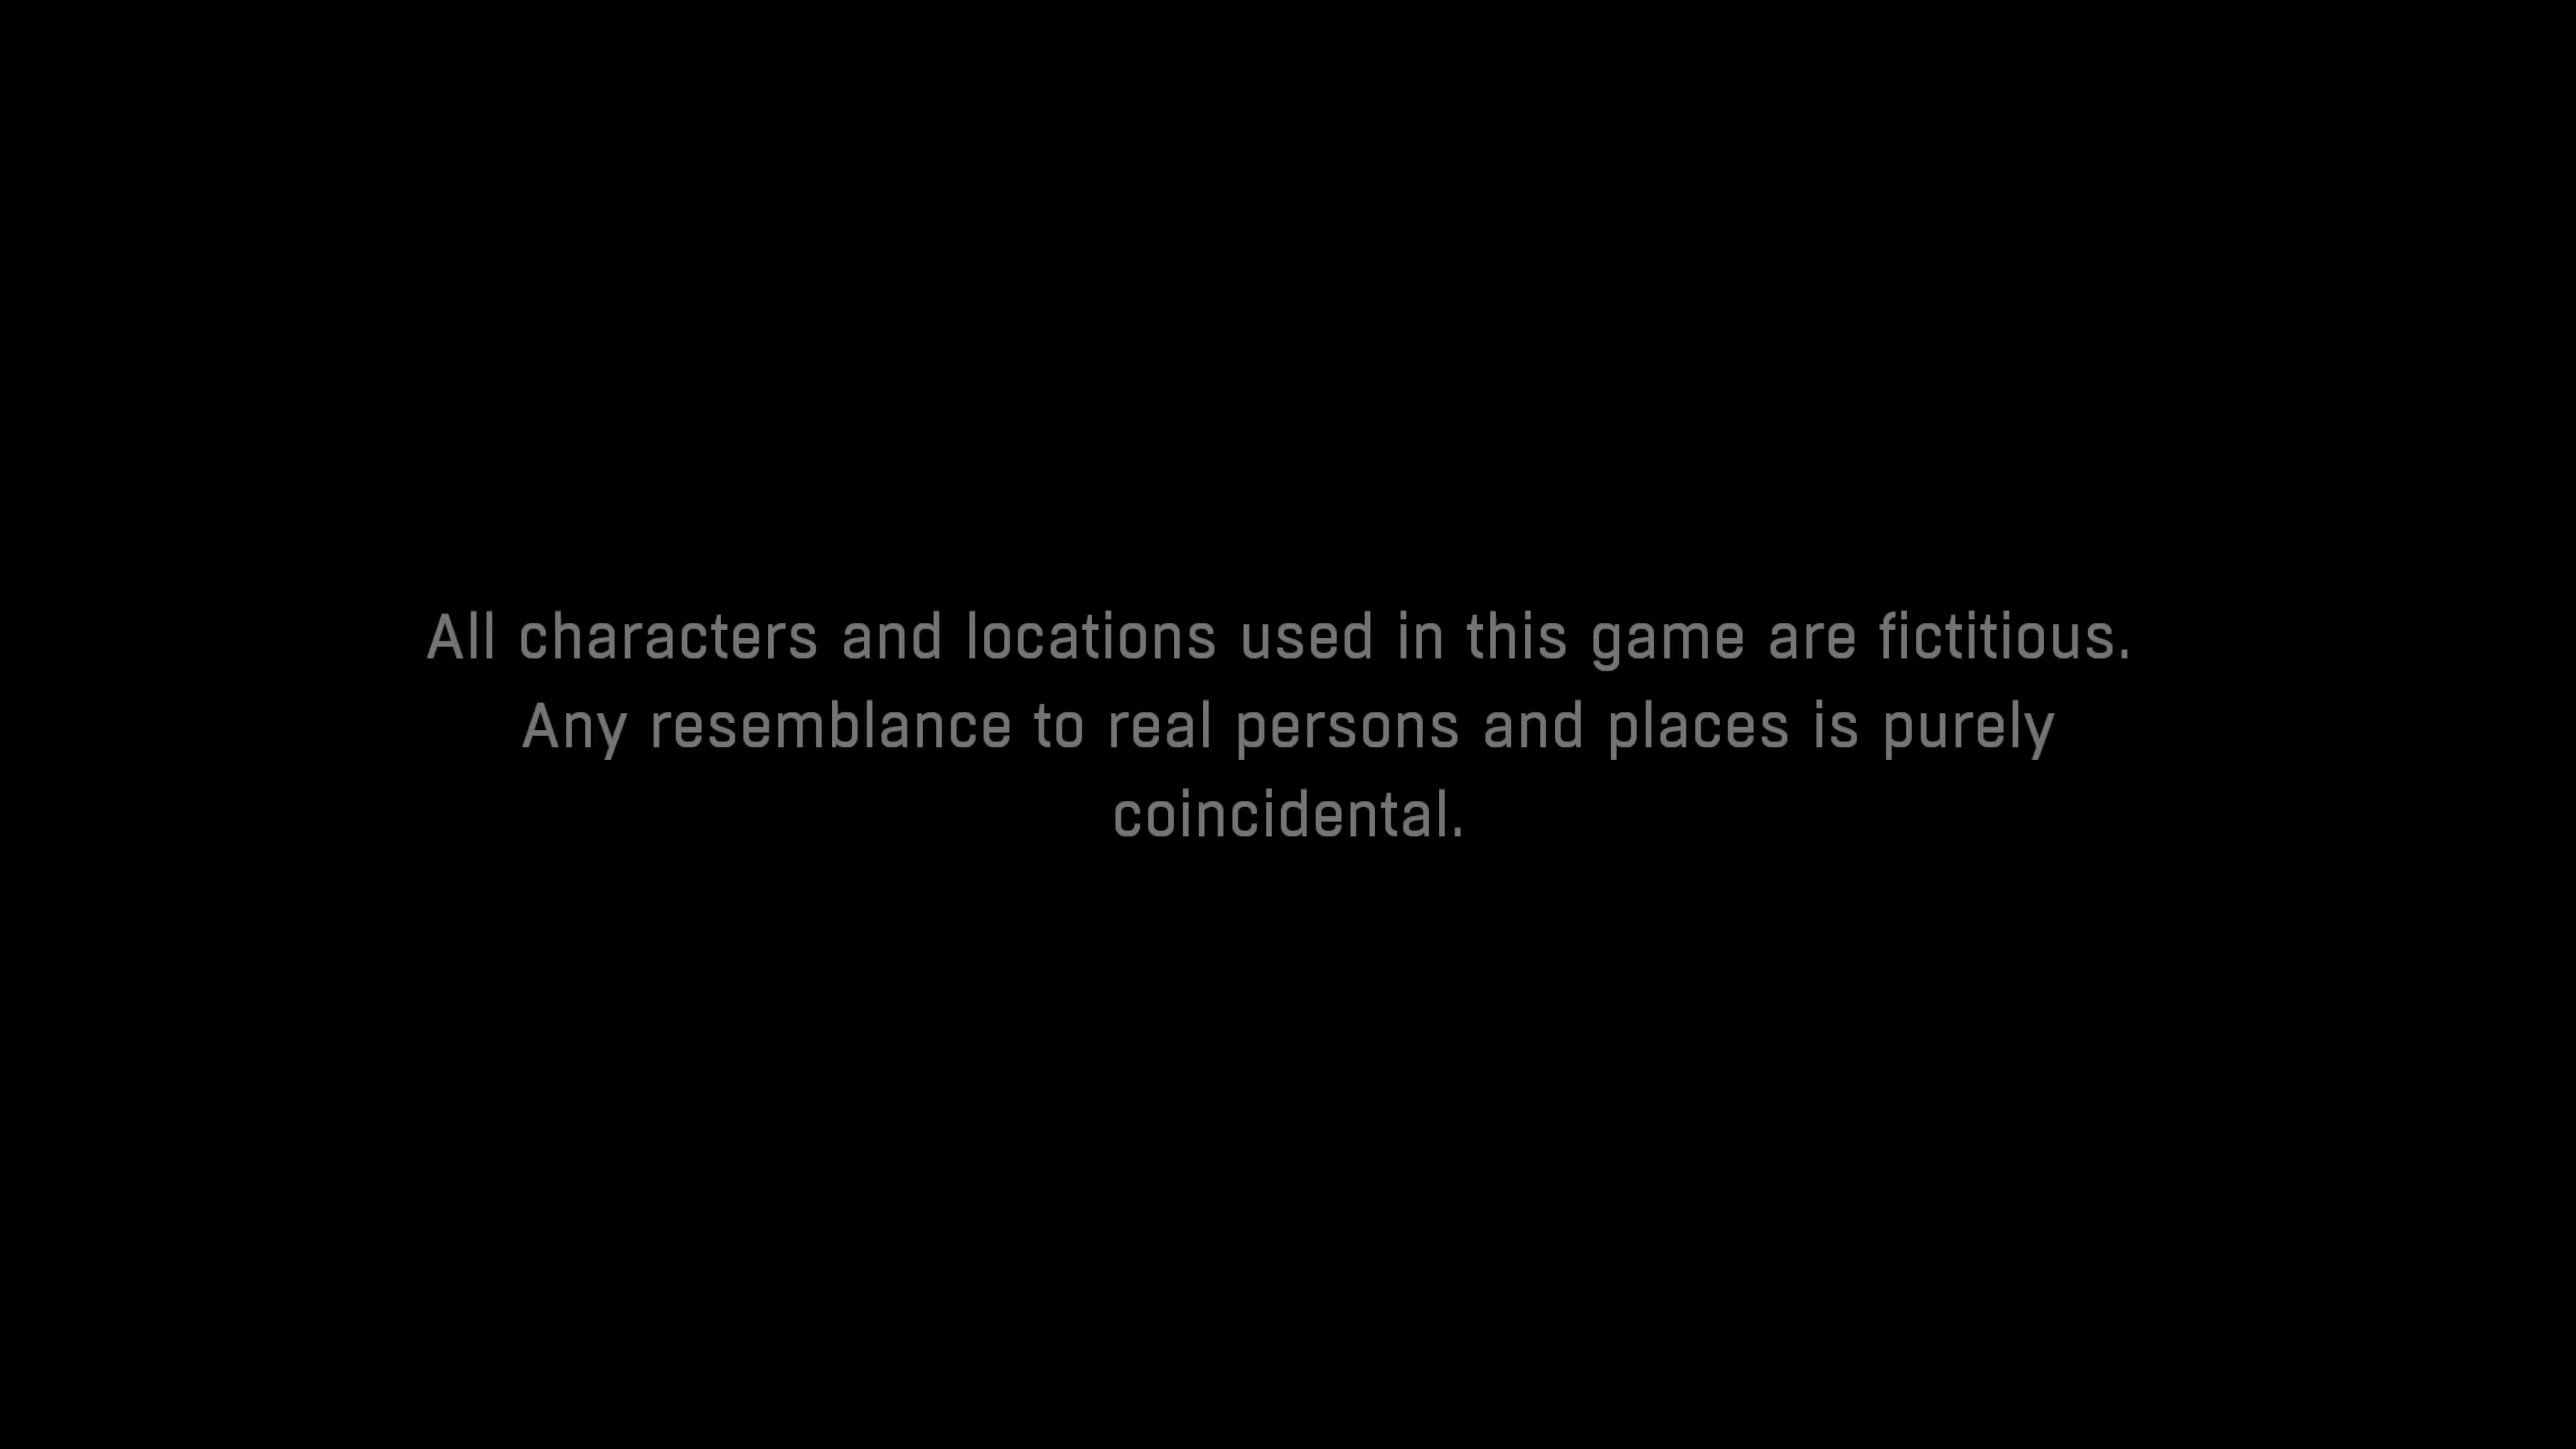 All characters and locations used in this game are fictitious.
Any resemblance to real persons and places is purely
coincidental.